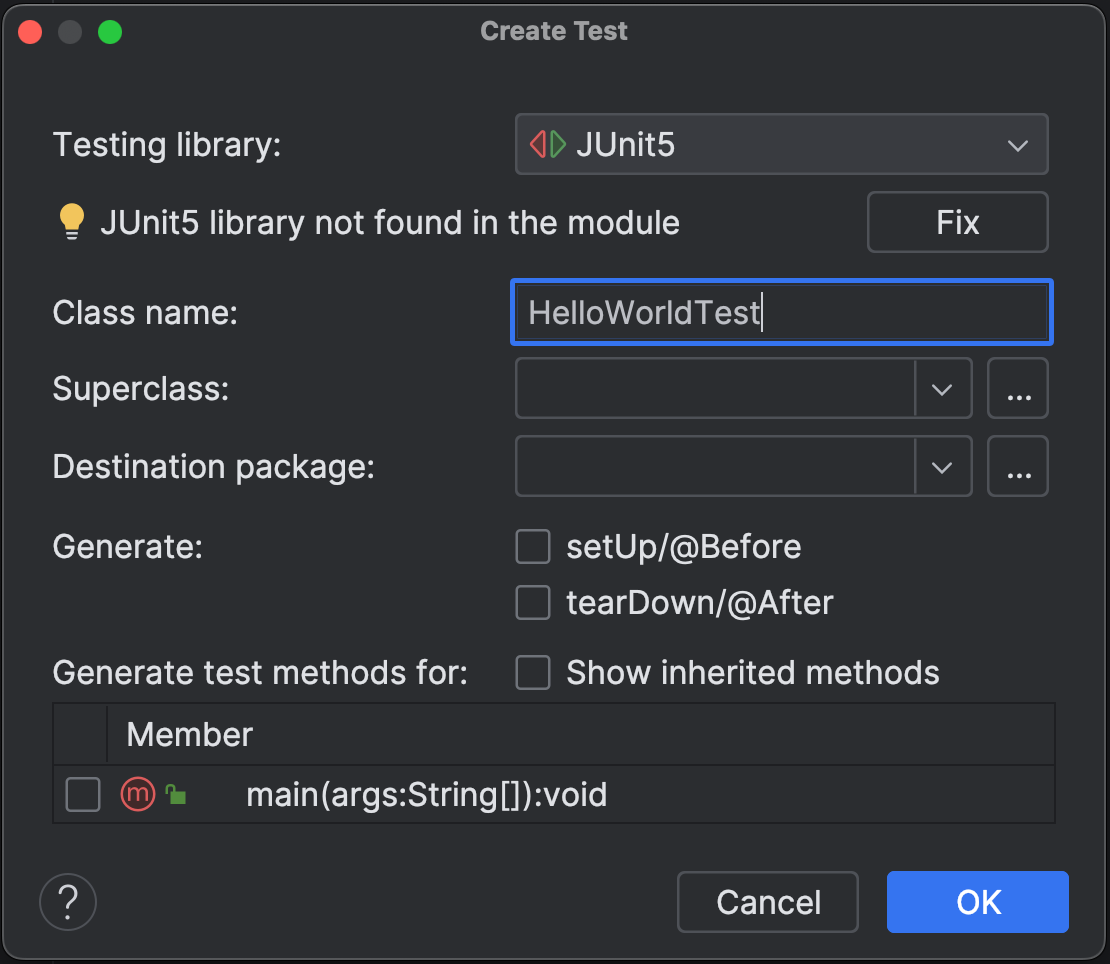 Create Test
Testing library:
JUnit5
JUnit5 library not found in the module
Fix
Class name:
HelloWorldTest
Superclass:
...
Destination package:
...
Generate:
setUp/@Before
tearDown/@After
Generate test methods for:
Show inherited methods
Member
m
main(args:String[]):void
?
Cancel
OK